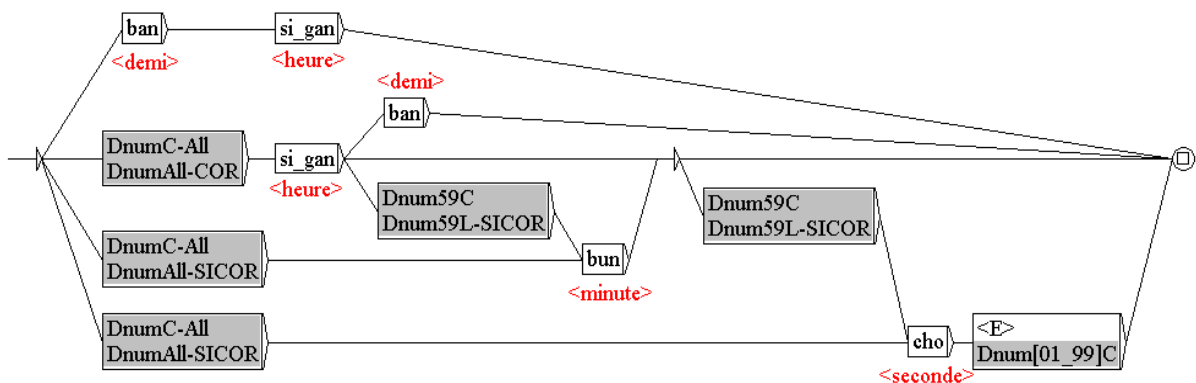 ban
si_gan
<demi>
<heure>
<demi>
ban
DnumC-All
DnumAll-COR
si_gan
<heure>
Dnum59C
Dnum59L-SICOR
Dnum59C
Dnum59L-SICOR
DnumC-All
DnumAll-SICOR
bun
<minute>
DnumC-All
DnumAll-SICOR
cho
<E>
Dnum[01_99]C
<seconde>